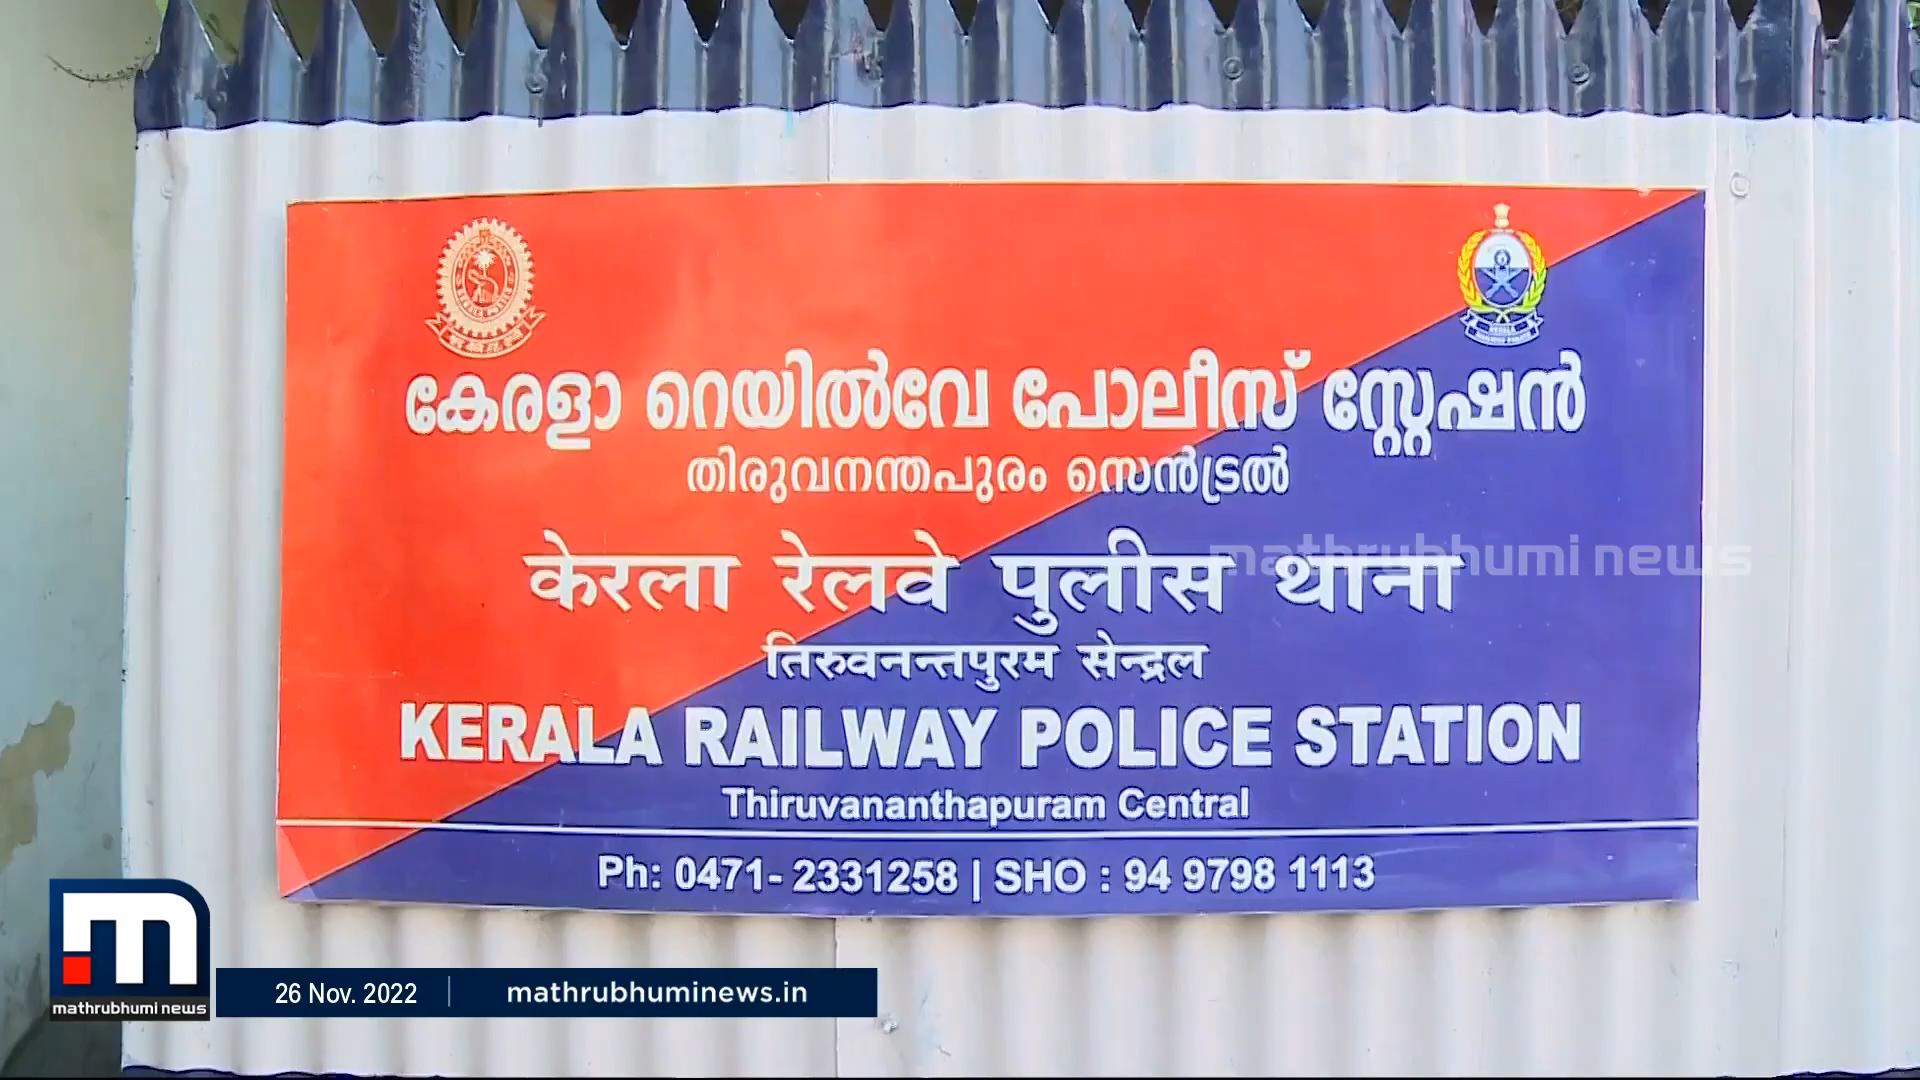 കേരളാ റെയിൽവേ പോലീസ് സ്റ്റേഷൻ
തിരുവനന്തപുരം സെൻട്രൽ
mathrubhumi news
केरला रेलवे पुलीस थाना
तिरुवनन्तपुरम सेन्द्रल
KERALA RAILWAY POLICE STATION
Thiruvananthapuram Central
Ph: 0471- 2331258 | SHO : 94 9798 1113
26 Nov. 2022 | mathrubhuminews.in
mathrubhumi news